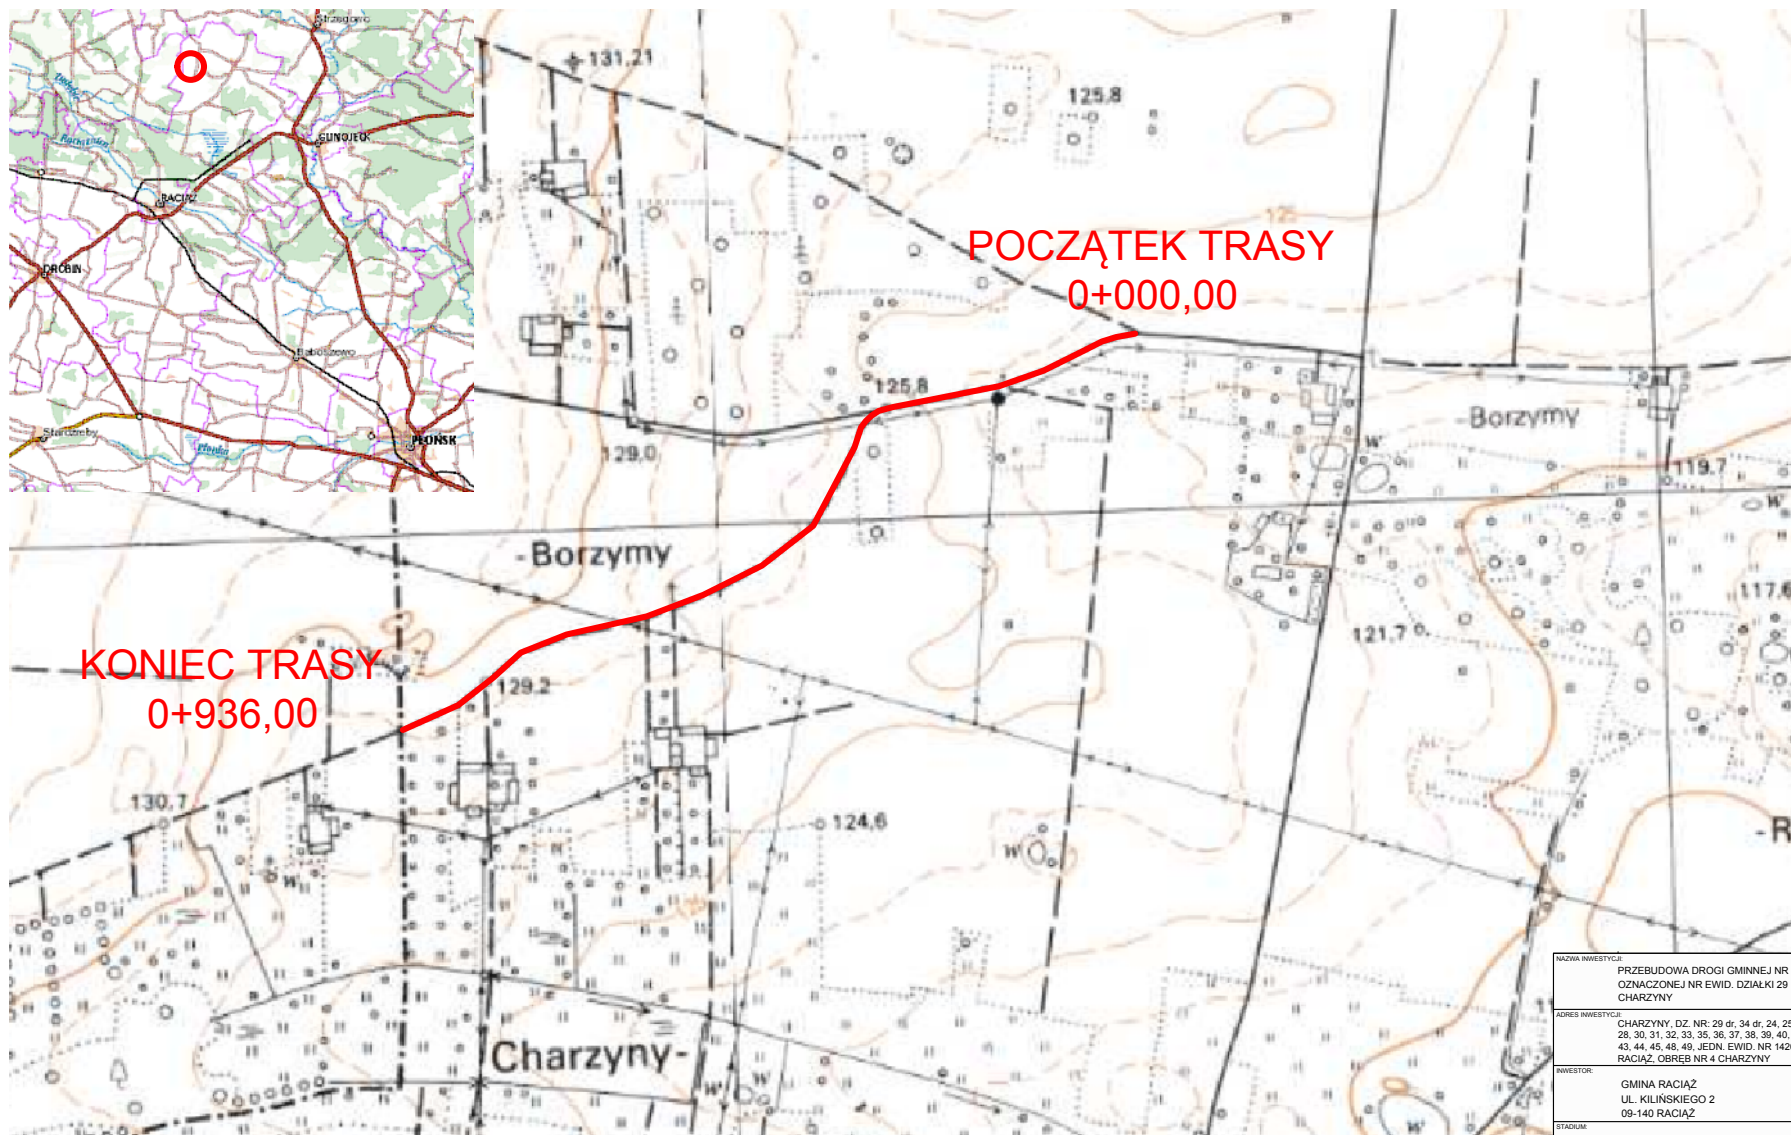 Strzegowo
GLINOJECK
RACIĄŻ
DROBIN
Baboszewo
Staroźreby
PŁOŃSK
Płonka
131,21
125,8
125
POCZĄTEK TRASY
0+000,00
125,8
129,0
-Borzymy
W
119,7
W
-Borzymy
117,6
121,7
KONIEC TRASY
0+936,00
129,2
130,7
124,6
W
W
-R
Charzyny-
W
W
W
NAZWA INWESTYCJI:
PRZEBUDOWA DROGI GMINNEJ NR
OZNACZONEJ NR EWID. DZIAŁKI 29
CHARZYNY
ADRES INWESTYCJI:
CHARZYNY, DZ. NR: 29 dr, 34 dr, 24, 25
28, 30, 31, 32, 33, 35, 36, 37, 38, 39, 40,
43, 44, 45, 48, 49, JEDN. EWID. NR 142
RACIĄŻ, OBRĘB NR 4 CHARZYNY
INWESTOR:
GMINA RACIĄŻ
UL. KILIŃSKIEGO 2
09-140 RACIĄŻ
STADIUM: